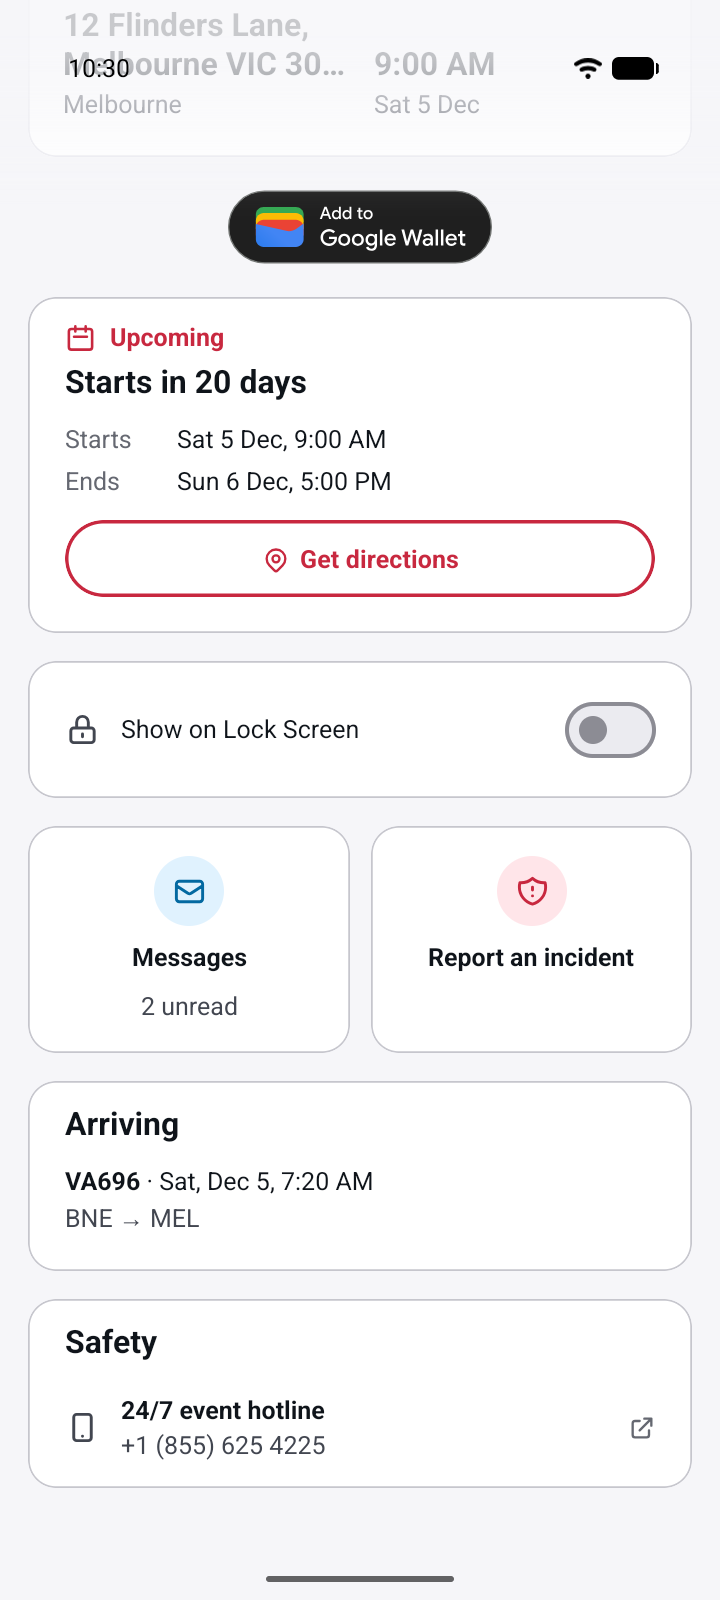 12 Flinders Lane,
Melbourne VIC 30...
9:00 AM
10:30
Melbourne
Sat 5 Dec
Add to
Google Wallet
Upcoming
Starts in 20 days
Starts
Sat 5 Dec, 9:00 AM
Ends
Sun 6 Dec, 5:00 PM
Get directions
Show on Lock Screen
Messages
2 unread
Report an incident
Arriving
VA696 · Sat, Dec 5, 7:20 AM
BNE → MEL
Safety
24/7 event hotline
+1 (855) 625 4225